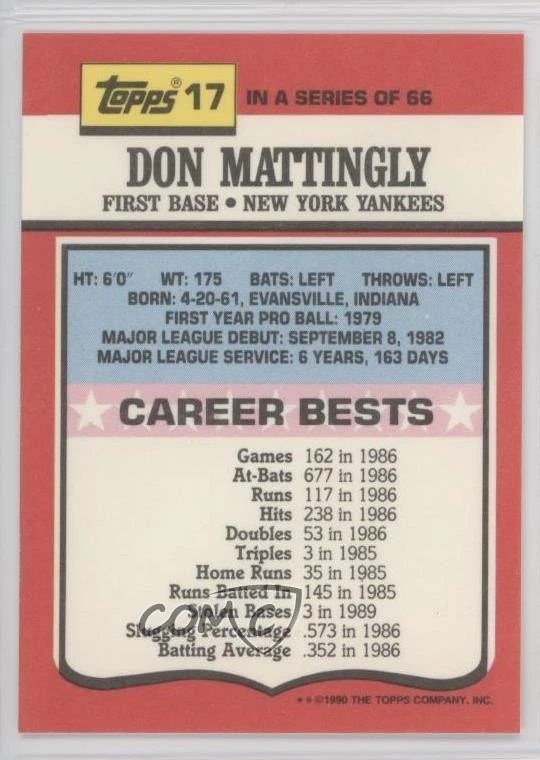 topps® 17 IN A SERIES OF 66
DON MATTINGLY
FIRST BASE • NEW YORK YANKEES
HT: 6'0" WT: 175 BATS: LEFT THROWS: LEFT
BORN: 4-20-61, EVANSVILLE, INDIANA
FIRST YEAR PRO BALL: 1979
MAJOR LEAGUE DEBUT: SEPTEMBER 8, 1982
MAJOR LEAGUE SERVICE: 6 YEARS, 163 DAYS
CAREER BESTS
Games 162 in 1986
At-Bats 677 in 1986
Runs 117 in 1986
Hits 238 in 1986
Doubles 53 in 1986
Triples 3 in 1985
Home Runs 35 in 1985
Runs Batted In 145 in 1985
COMC
Stolen Bases 3 in 1989
Slugging Percentage .573 in 1986
Batting Average .352 in 1986
**©1990 THE TOPPS COMPANY, INC.